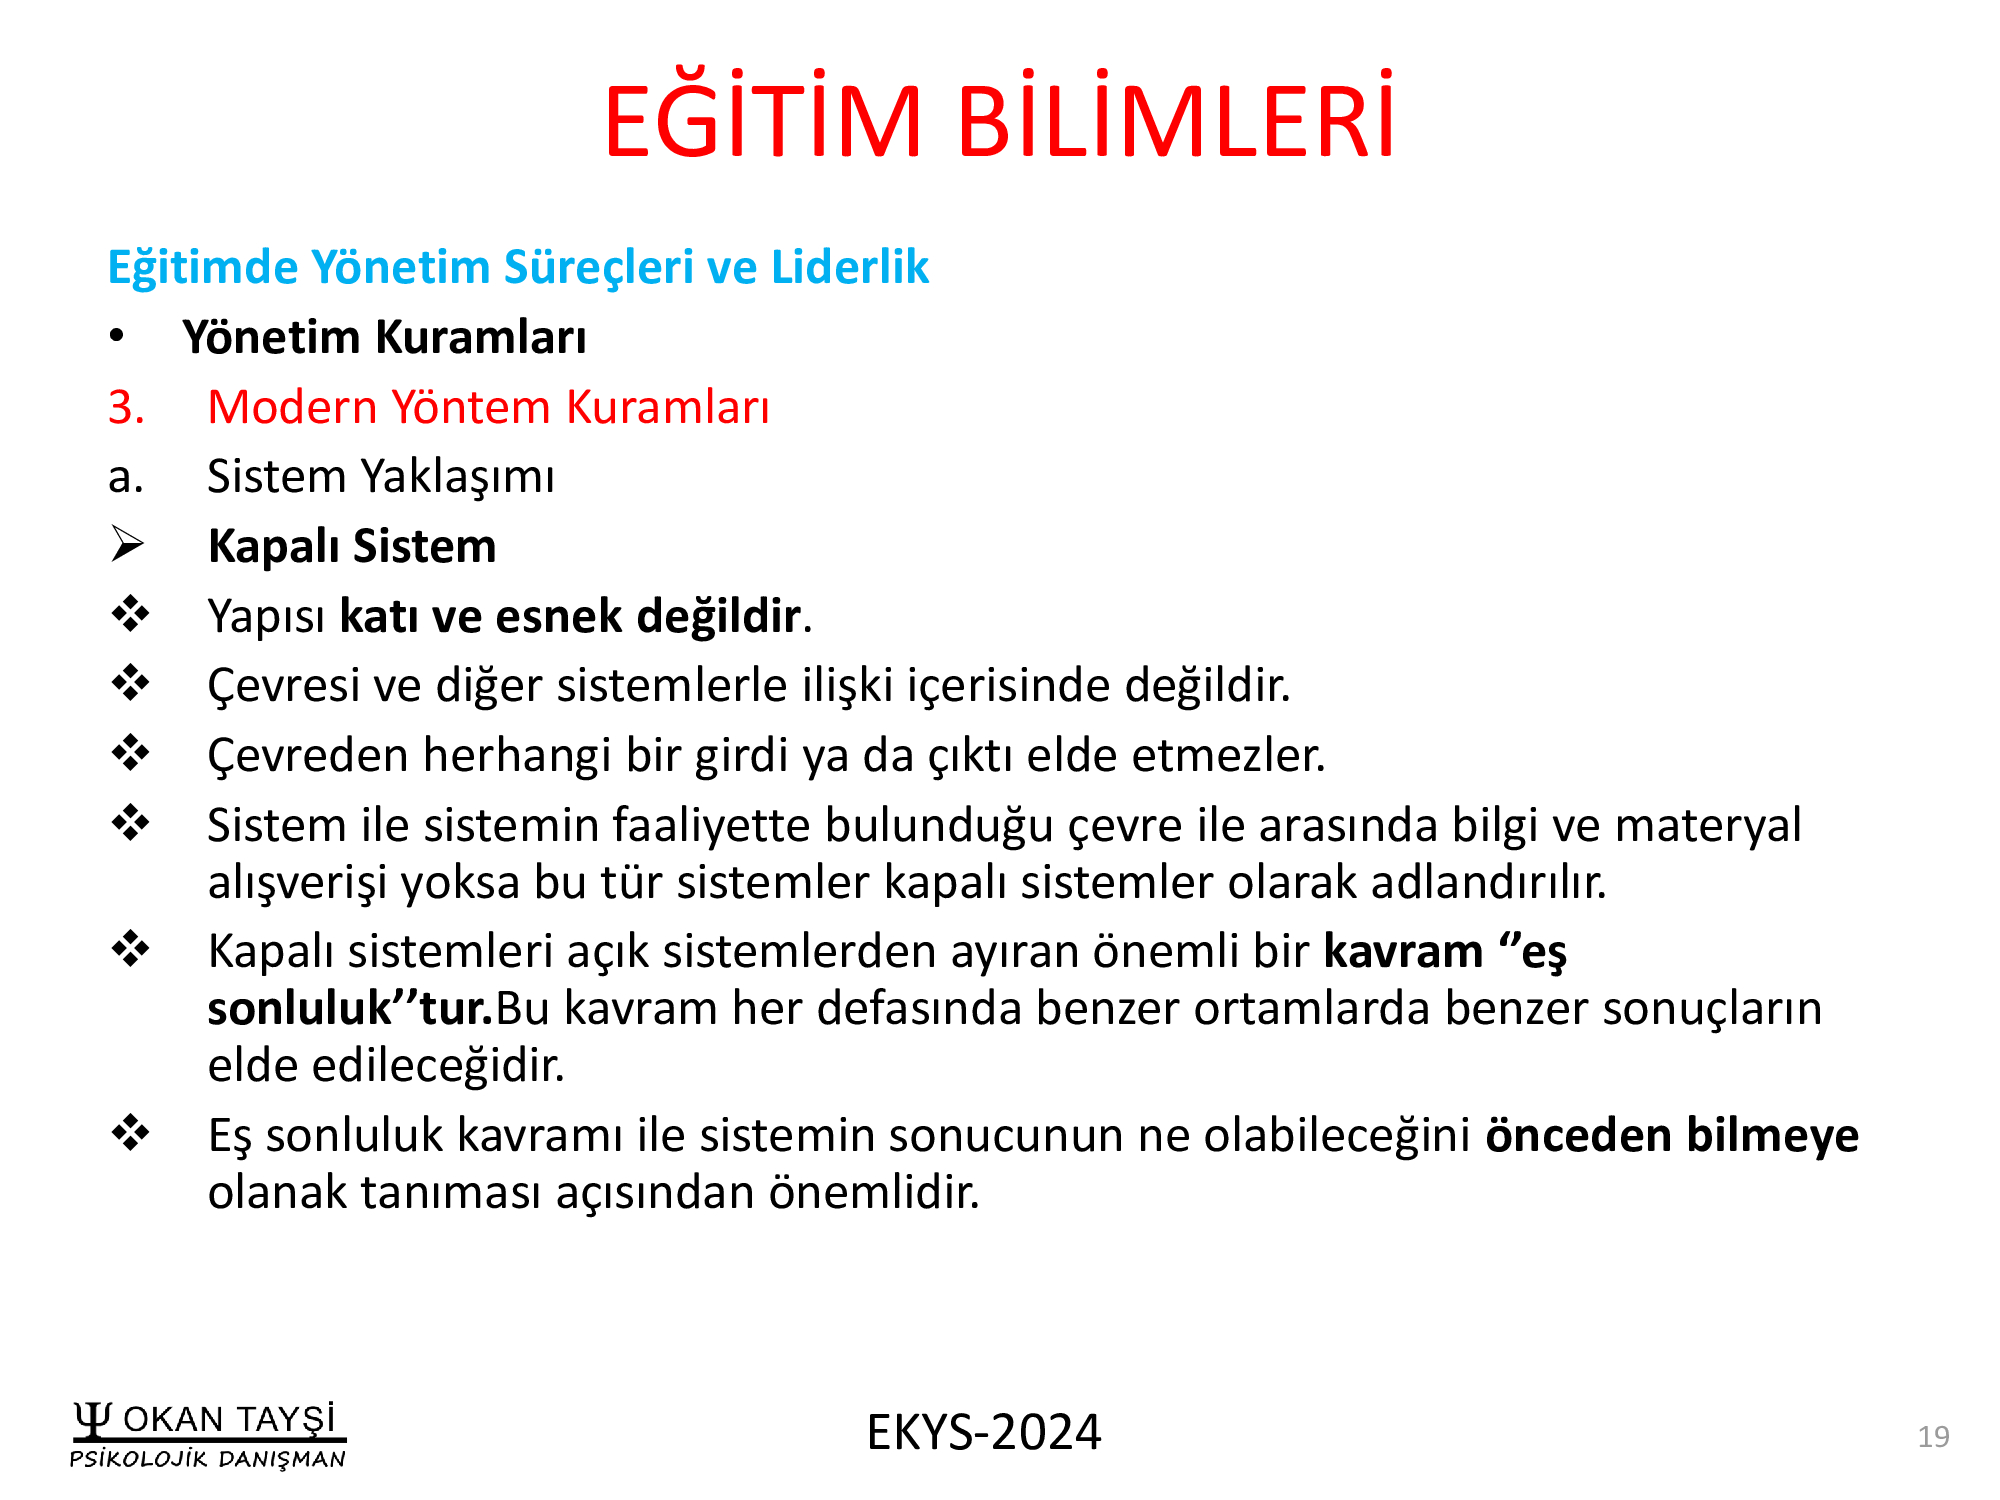 EĞİTİM BİLİMLERİ
Eğitimde Yönetim Süreçleri ve Liderlik
• Yönetim Kuramları
3. Modern Yöntem Kuramları
a. Sistem Yaklaşımı
➢ Kapalı Sistem
❖ Yapısı katı ve esnek değildir.
❖ Çevresi ve diğer sistemlerle ilişki içerisinde değildir.
❖ Çevreden herhangi bir girdi ya da çıktı elde etmezler.
❖ Sistem ile sistemin faaliyette bulunduğu çevre ile arasında bilgi ve materyal
alışverişi yoksa bu tür sistemler kapalı sistemler olarak adlandırılır.
❖ Kapalı sistemleri açık sistemlerden ayıran önemli bir kavram ‘’eş
sonluluk’’tur.Bu kavram her defasında benzer ortamlarda benzer sonuçların
elde edileceğidir.
❖ Eş sonluluk kavramı ile sistemin sonucunun ne olabileceğini önceden bilmeye
olanak tanıması açısından önemlidir.
Ψ OKAN TAYŞİ
PSİKOLOJİK DANIŞMAN
EKYS-2024
19